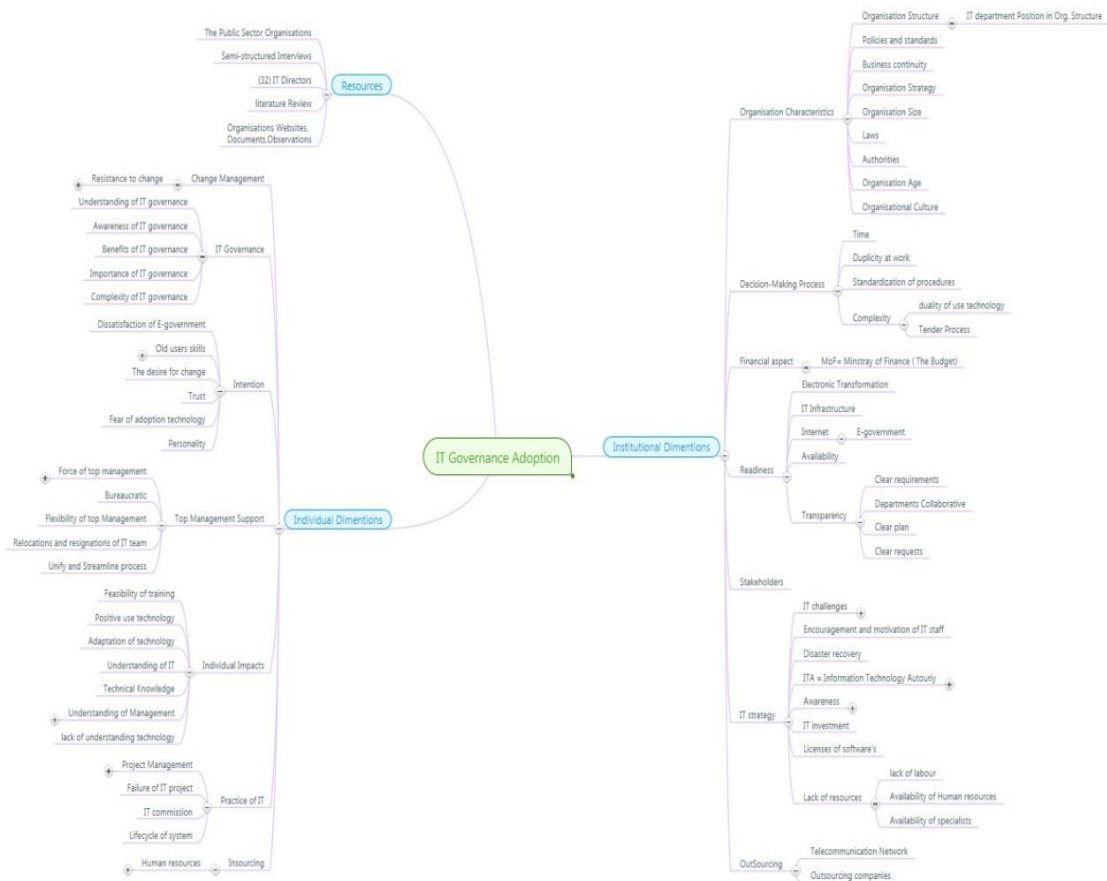 IT Governance Adoption
Resources
The Public Sector Organisations
Semi-structured Interviews
(32) IT Directors
literature Review
Organisations Websites,
Documents,Observations
Individual Dimentions
Change Management
Resistance to change
IT Governance
Understanding of IT governance
Awareness of IT governance
Benefits of IT governance
Importance of IT governance
Complexity of IT governance
Intention
Dissatisfaction of E-government
Old users skills
The desire for change
Trust
Fear of adoption technology
Personality
Top Management Support
Force of top management
Bureaucratic
Flexibility of top Management
Relocations and resignations of IT team
Unify and Streamline process
Individual Impacts
Feasibility of training
Positive use technology
Adaptation of technology
Understanding of IT
Technical Knowledge
Understanding of Management
lack of understanding technology
Practice of IT
Project Management
Failure of IT project
IT commission
Lifecycle of system
Insourcing
Human resources
Institutional Dimentions
Organisation Characteristics
Organisation Structure
IT department Position in Org. Structure
Policies and standards
Business continuity
Organisation Strategy
Organisation Size
Laws
Authorities
Organisation Age
Organisational Culture
Decision-Making Process
Time
Duplicity at work
Standardization of procedures
Complexity
duality of use technology
Tender Process
Financial aspect
MoF= Minstray of Finance ( The Budget)
Readiness
Electronic Transformation
IT Infrastructure
Internet
E-government
Availability
Transparency
Clear requirements
Departments Collaborative
Clear plan
Clear requests
Stakeholders
IT strategy
IT challenges
Encouragement and motivation of IT staff
Disaster recovery
ITA = Information Technology Autouriy
Awareness
IT investment
Licenses of software's
Lack of resources
lack of labour
Availability of Human resources
Availability of specialists
OutSourcing
Telecommunication Network
Outsourcing companies